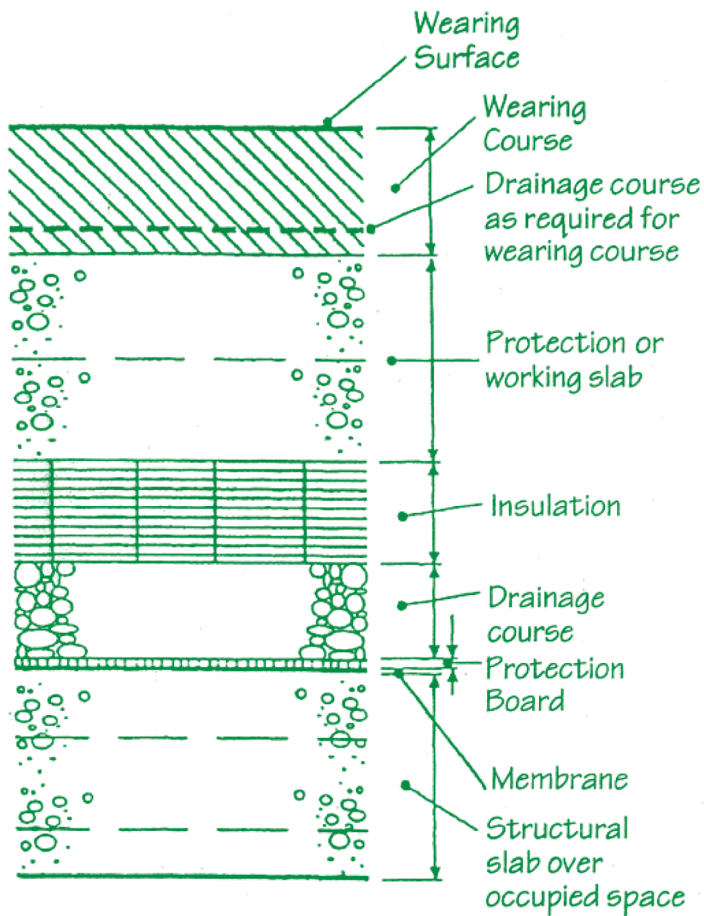 Wearing
Surface
Wearing
Course
Drainage course
as required for
wearing course
Protection or
working slab
Insulation
Drainage
course
Protection
Board
Membrane
Structural
slab over
occupied space